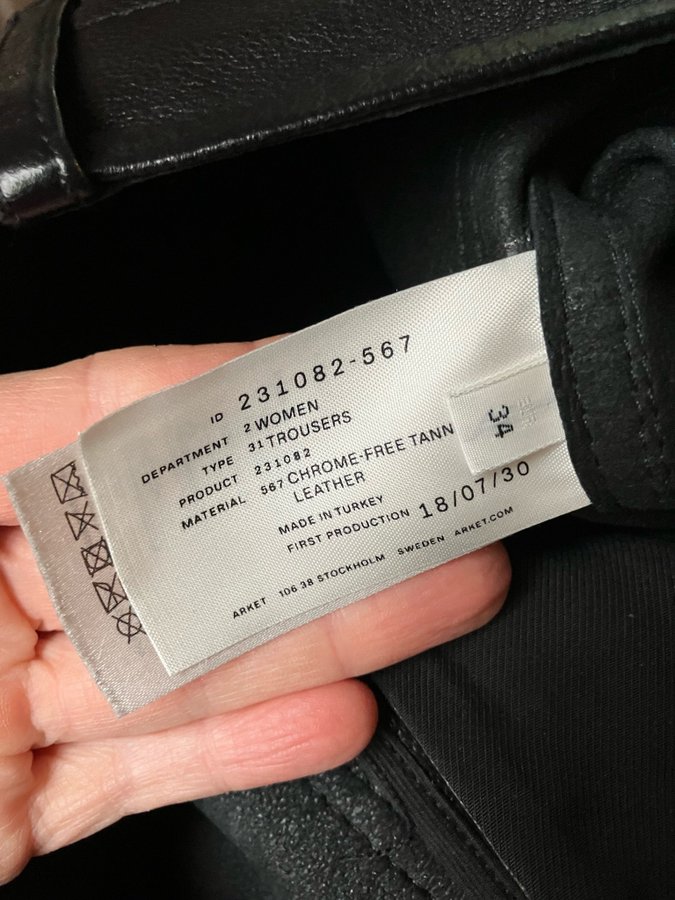 ID 231082-567
DEPARTMENT 2 WOMEN
TYPE 31 TROUSERS
PRODUCT 231082
MATERIAL 567 CHROME-FREE TANN
LEATHER
MADE IN TURKEY
FIRST PRODUCTION 18/07/30
ARKET 106 38 STOCKHOLM SWEDEN ARKET.COM
34